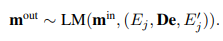 m^out ∼ LM(m^in, (E_j, De, E′_j)).